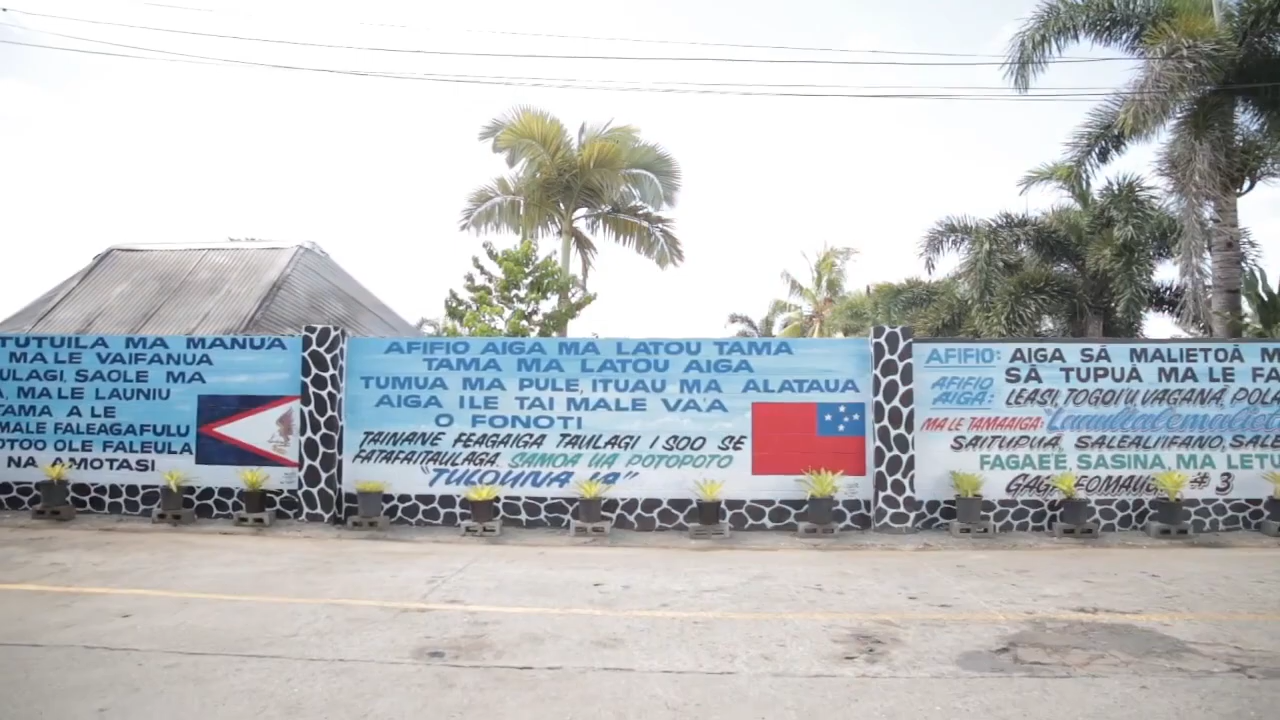 TUTUILA MA MANU'A
MA LE VAIFANUA
ULAGI, SAOLE MA
A, MA LE LAUNIU
TAMA A LE
MALE FALEAGAFULU
OTOO OLE FALEULA
NA AMOTASI
AFIFIO AIGA MA LATOU TAMA
TAMA MA LATOU AIGA
TUMUA MA PULE, ITUAU MA ALATAUA
AIGA ILE TAI MALE VA'A
O FONOTI
TAINANE FEAGAIGA TAULAGI I SOO SE
FATAFAITAULAGA. SAMOA UA POTOPOTO
"TULOUNA IA"
AFIFIO: AIGA SĀ MALIETOĀ M
SĀ TUPUĀ MA LE FA
AFIFIO AIGA: LEASI, TOGOI'U VAGANĀ, POLA
MA LE TAMAAIGA: "Lauulualemalieto
SAITUPUĀ, SALEALIIFANO, SALE
FAGAEĒ, SASINA MA LETU
# 3